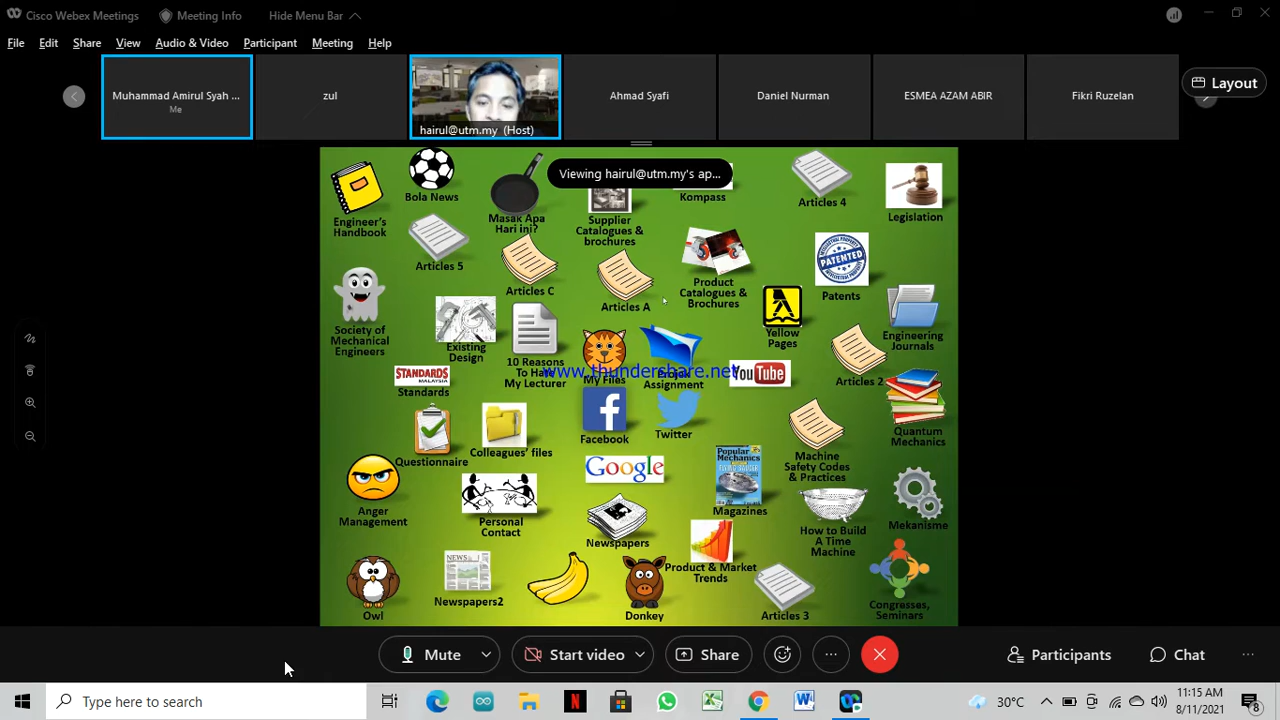 Cisco Webex Meetings
Meeting Info
Hide Menu Bar
File Edit Share View Audio & Video Participant Meeting Help
Muhammad Amirul Syah ...
Me
zul
hairul@utm.my (Host)
Ahmad Syafi
Daniel Nurman
ESMEA AZAM ABIR
Fikri Ruzelan
Layout
Viewing hairul@utm.my's ap...
Engineer's
Handbook
Bola News
Masak Apa
Hari ini?
Supplier
Catalogues &
brochures
Kompass
Articles 4
Legislation
Articles 5
Articles C
Articles A
Product
Catalogues &
Brochures
PATENTED
Patents
Society of
Mechanical
Engineers
Existing
Design
10 Reasons
To Hate
My Lecturer
My Files
Projek
Assignment
www.thundershare.net
Yellow
Pages
Engineering
Journals
STANDARDS
MALAYSIA
Standards
YouTube
Articles 2
Quantum
Mechanics
Questionnaire
Colleagues' files
Facebook
Twitter
Machine
Safety Codes
& Practices
Anger
Management
Personal
Contact
Google
Newspapers
Popular
Mechanics
Magazines
How to Build
A Time
Machine
Mekanisme
Owl
NEWS
Newspapers2
Donkey
Product & Market
Trends
Articles 3
Congresses,
Seminars
Mute
Start video
Share
Participants
Chat
Type here to search
30°C
11:15 AM
8/11/2021
8